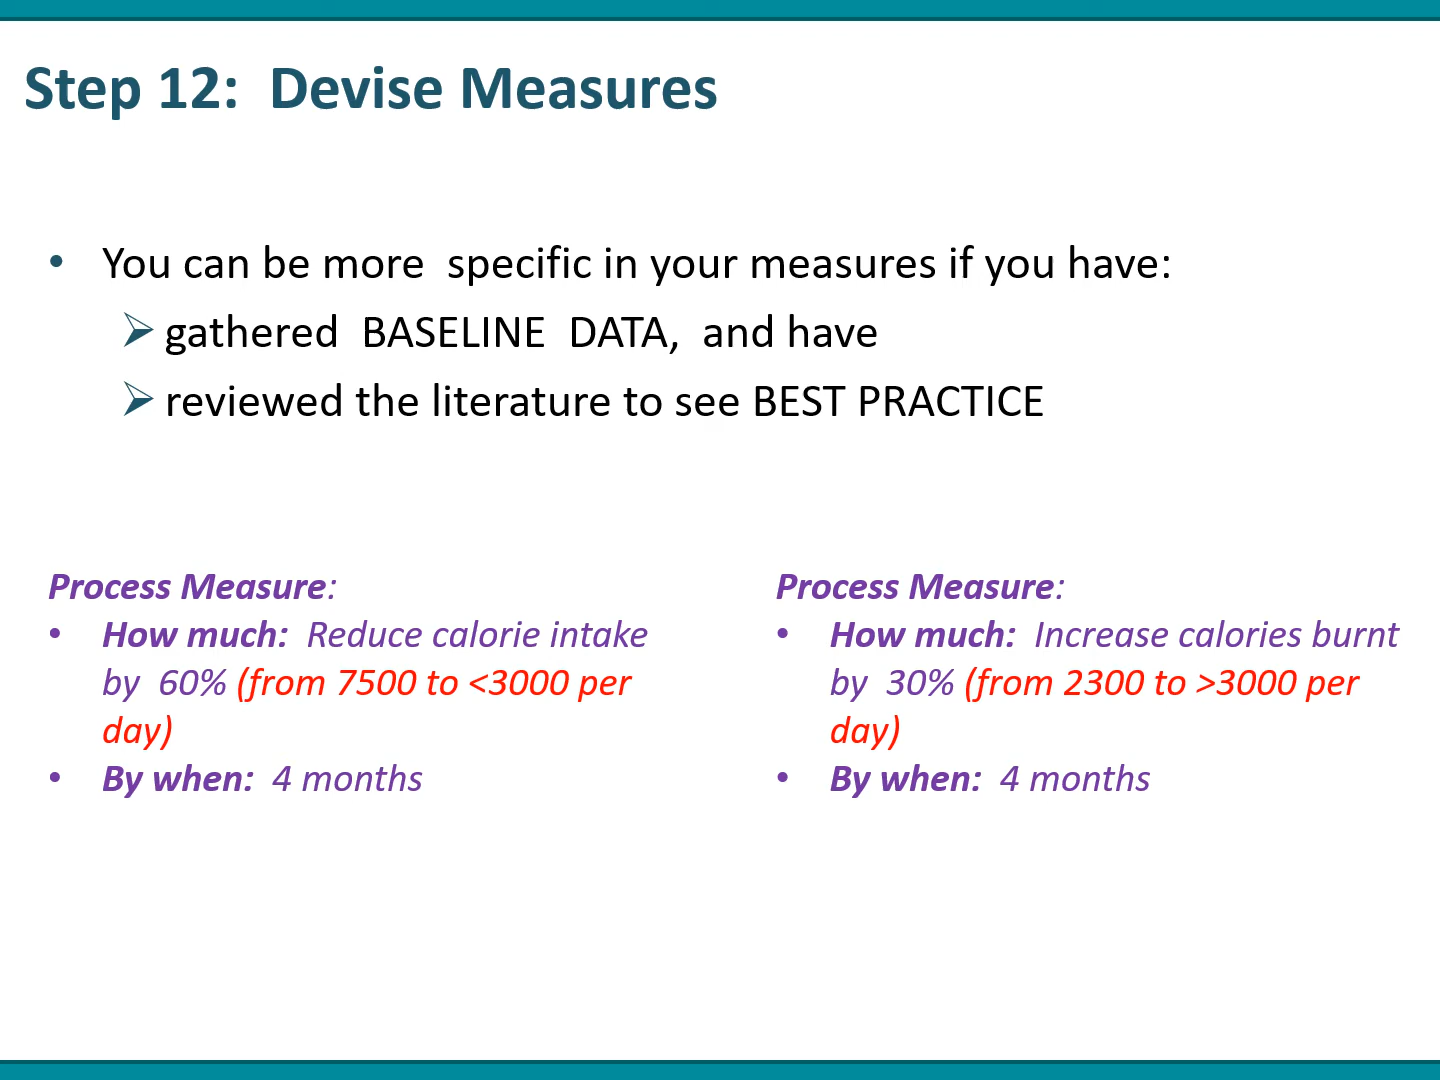 Step 12:  Devise Measures
• You can be more  specific in your measures if you have:
➢ gathered  BASELINE  DATA,  and have
➢ reviewed the literature to see BEST PRACTICE
Process Measure:
• How much:  Reduce calorie intake
by  60% (from 7500 to <3000 per
day)
• By when:  4 months
Process Measure:
• How much:  Increase calories burnt
by  30% (from 2300 to >3000 per
day)
• By when:  4 months